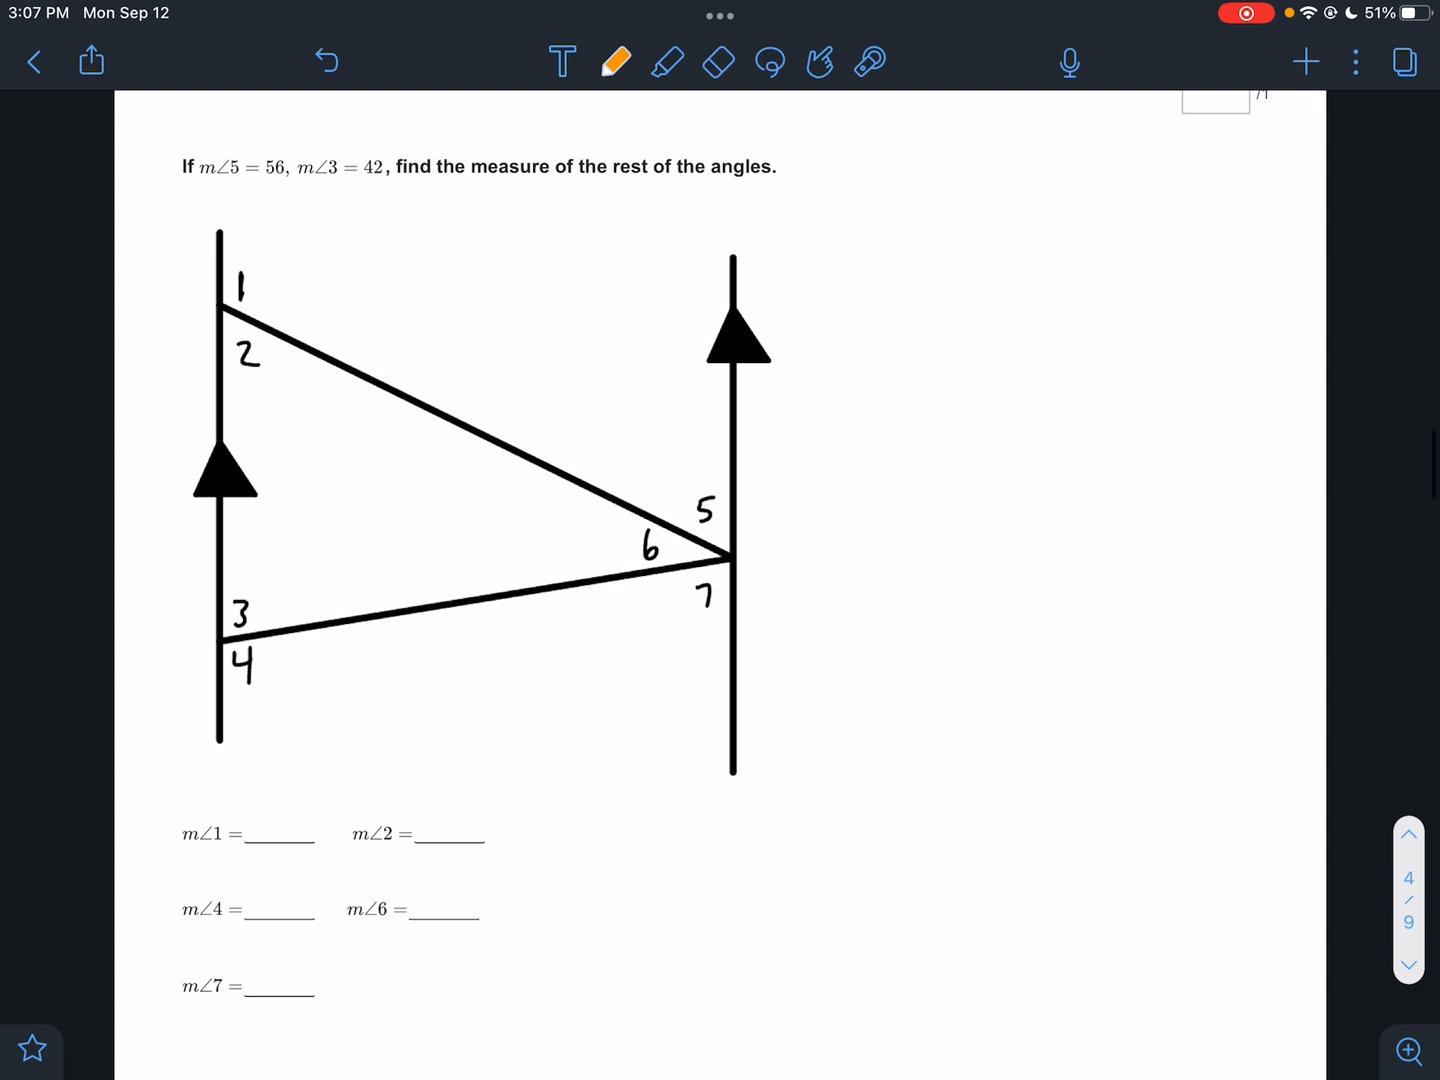 3:07 PM Mon Sep 12
51%
If m∠5 = 56, m∠3 = 42, find the measure of the rest of the angles.
1
2
5
6
7
3
4
m∠1 =______ m∠2 =______
m∠4 =______ m∠6 =______
m∠7 =______
4
/
9